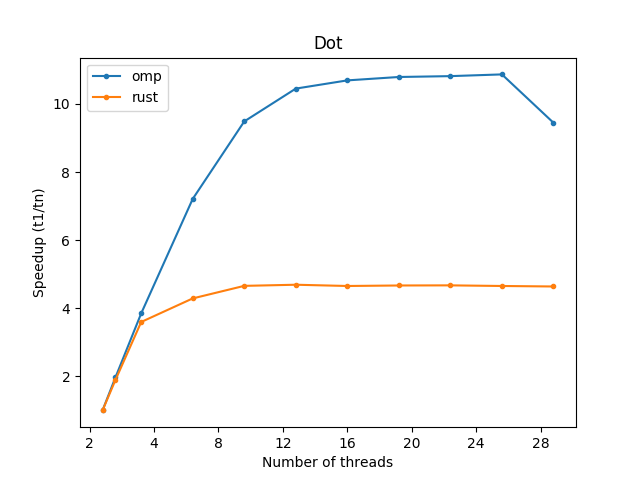 Dot
omp
rust
Speedup (t1/tn)
10
8
6
4
2
2 4 8 12 16 20 24 28
Number of threads